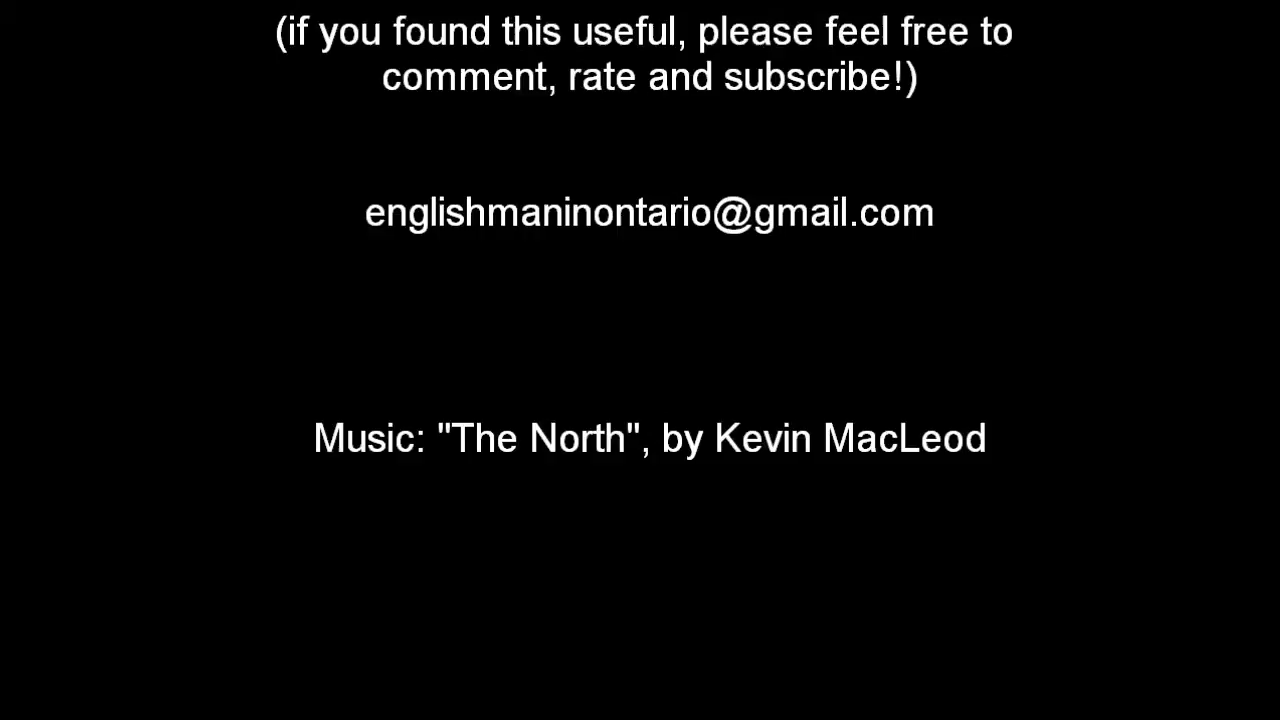 (if you found this useful, please feel free to
comment, rate and subscribe!)
englishmaninontario@gmail.com
Music: "The North", by Kevin MacLeod